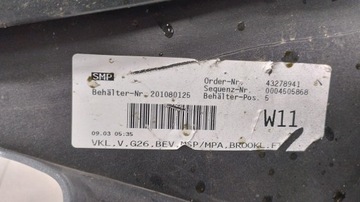 SMP
Order-Nr. 43278941
Sequenz-Nr. 0004505868
Behälter-Nr. 201080125 Behälter-Pos. 5
W11
09.03 05:35
VKL.V.G26.BEV.MSP/MPA.BROOKL.